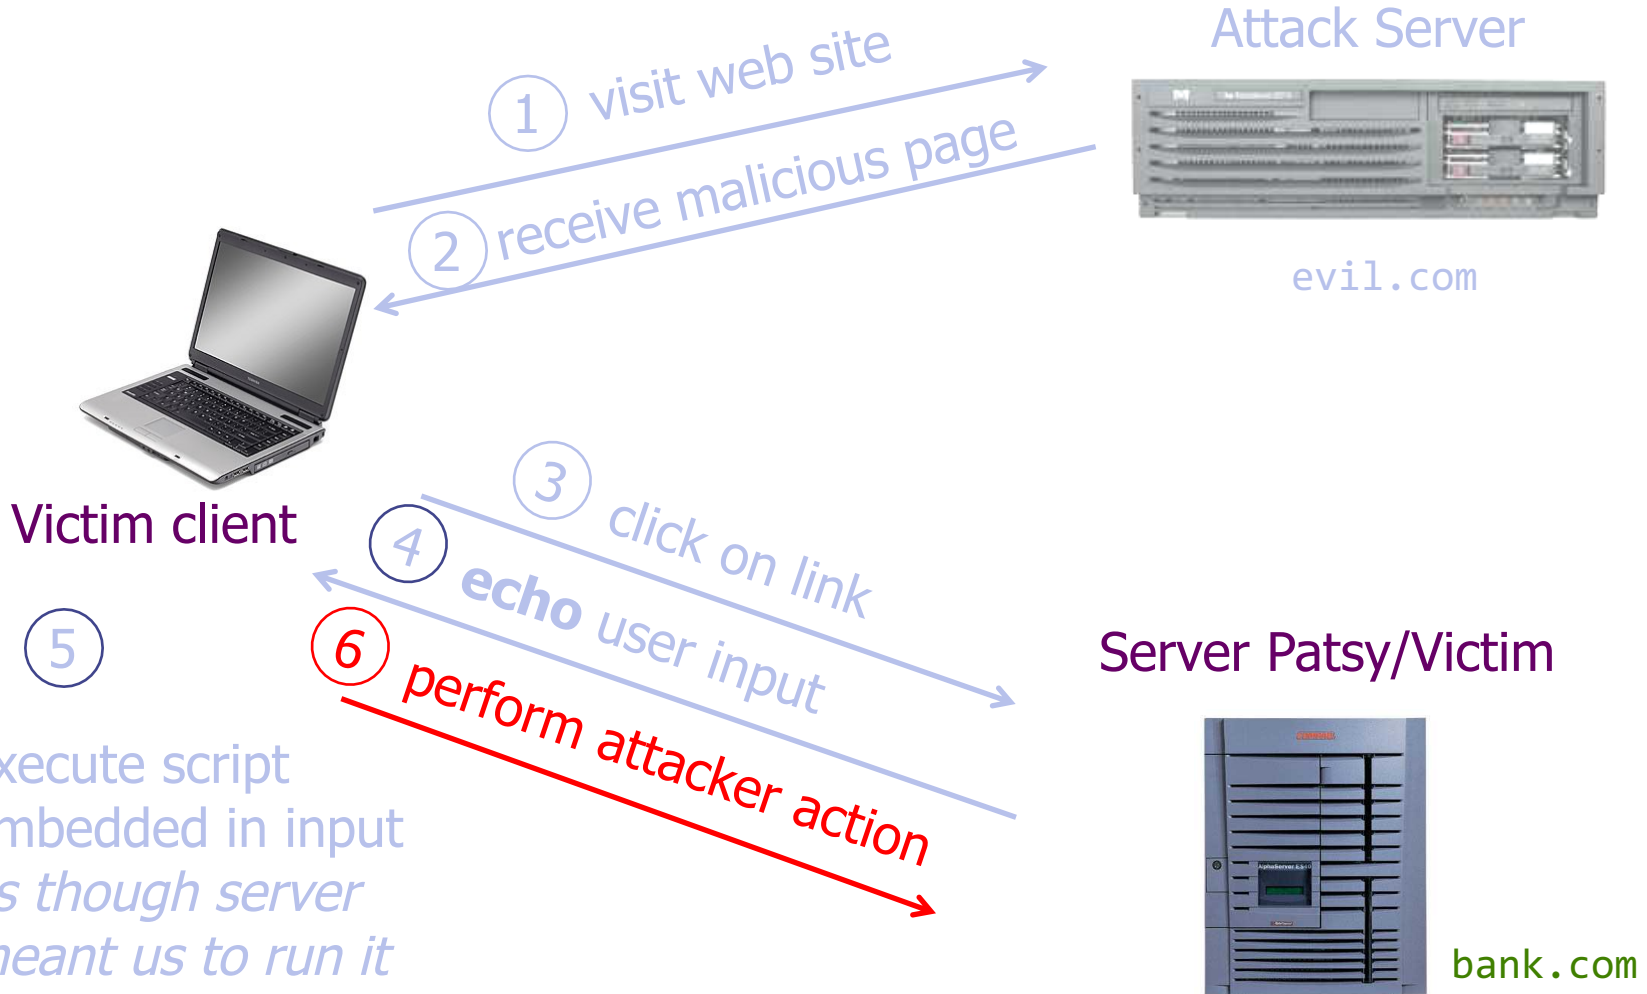 Attack Server
1 visit web site
2 receive malicious page
evil.com
Victim client
3 click on link
4 echo user input
5
xecute script
mbedded in input
s though server
neant us to run it
6 perform attacker action
Server Patsy/Victim
AlphaServer ES40
bank.com